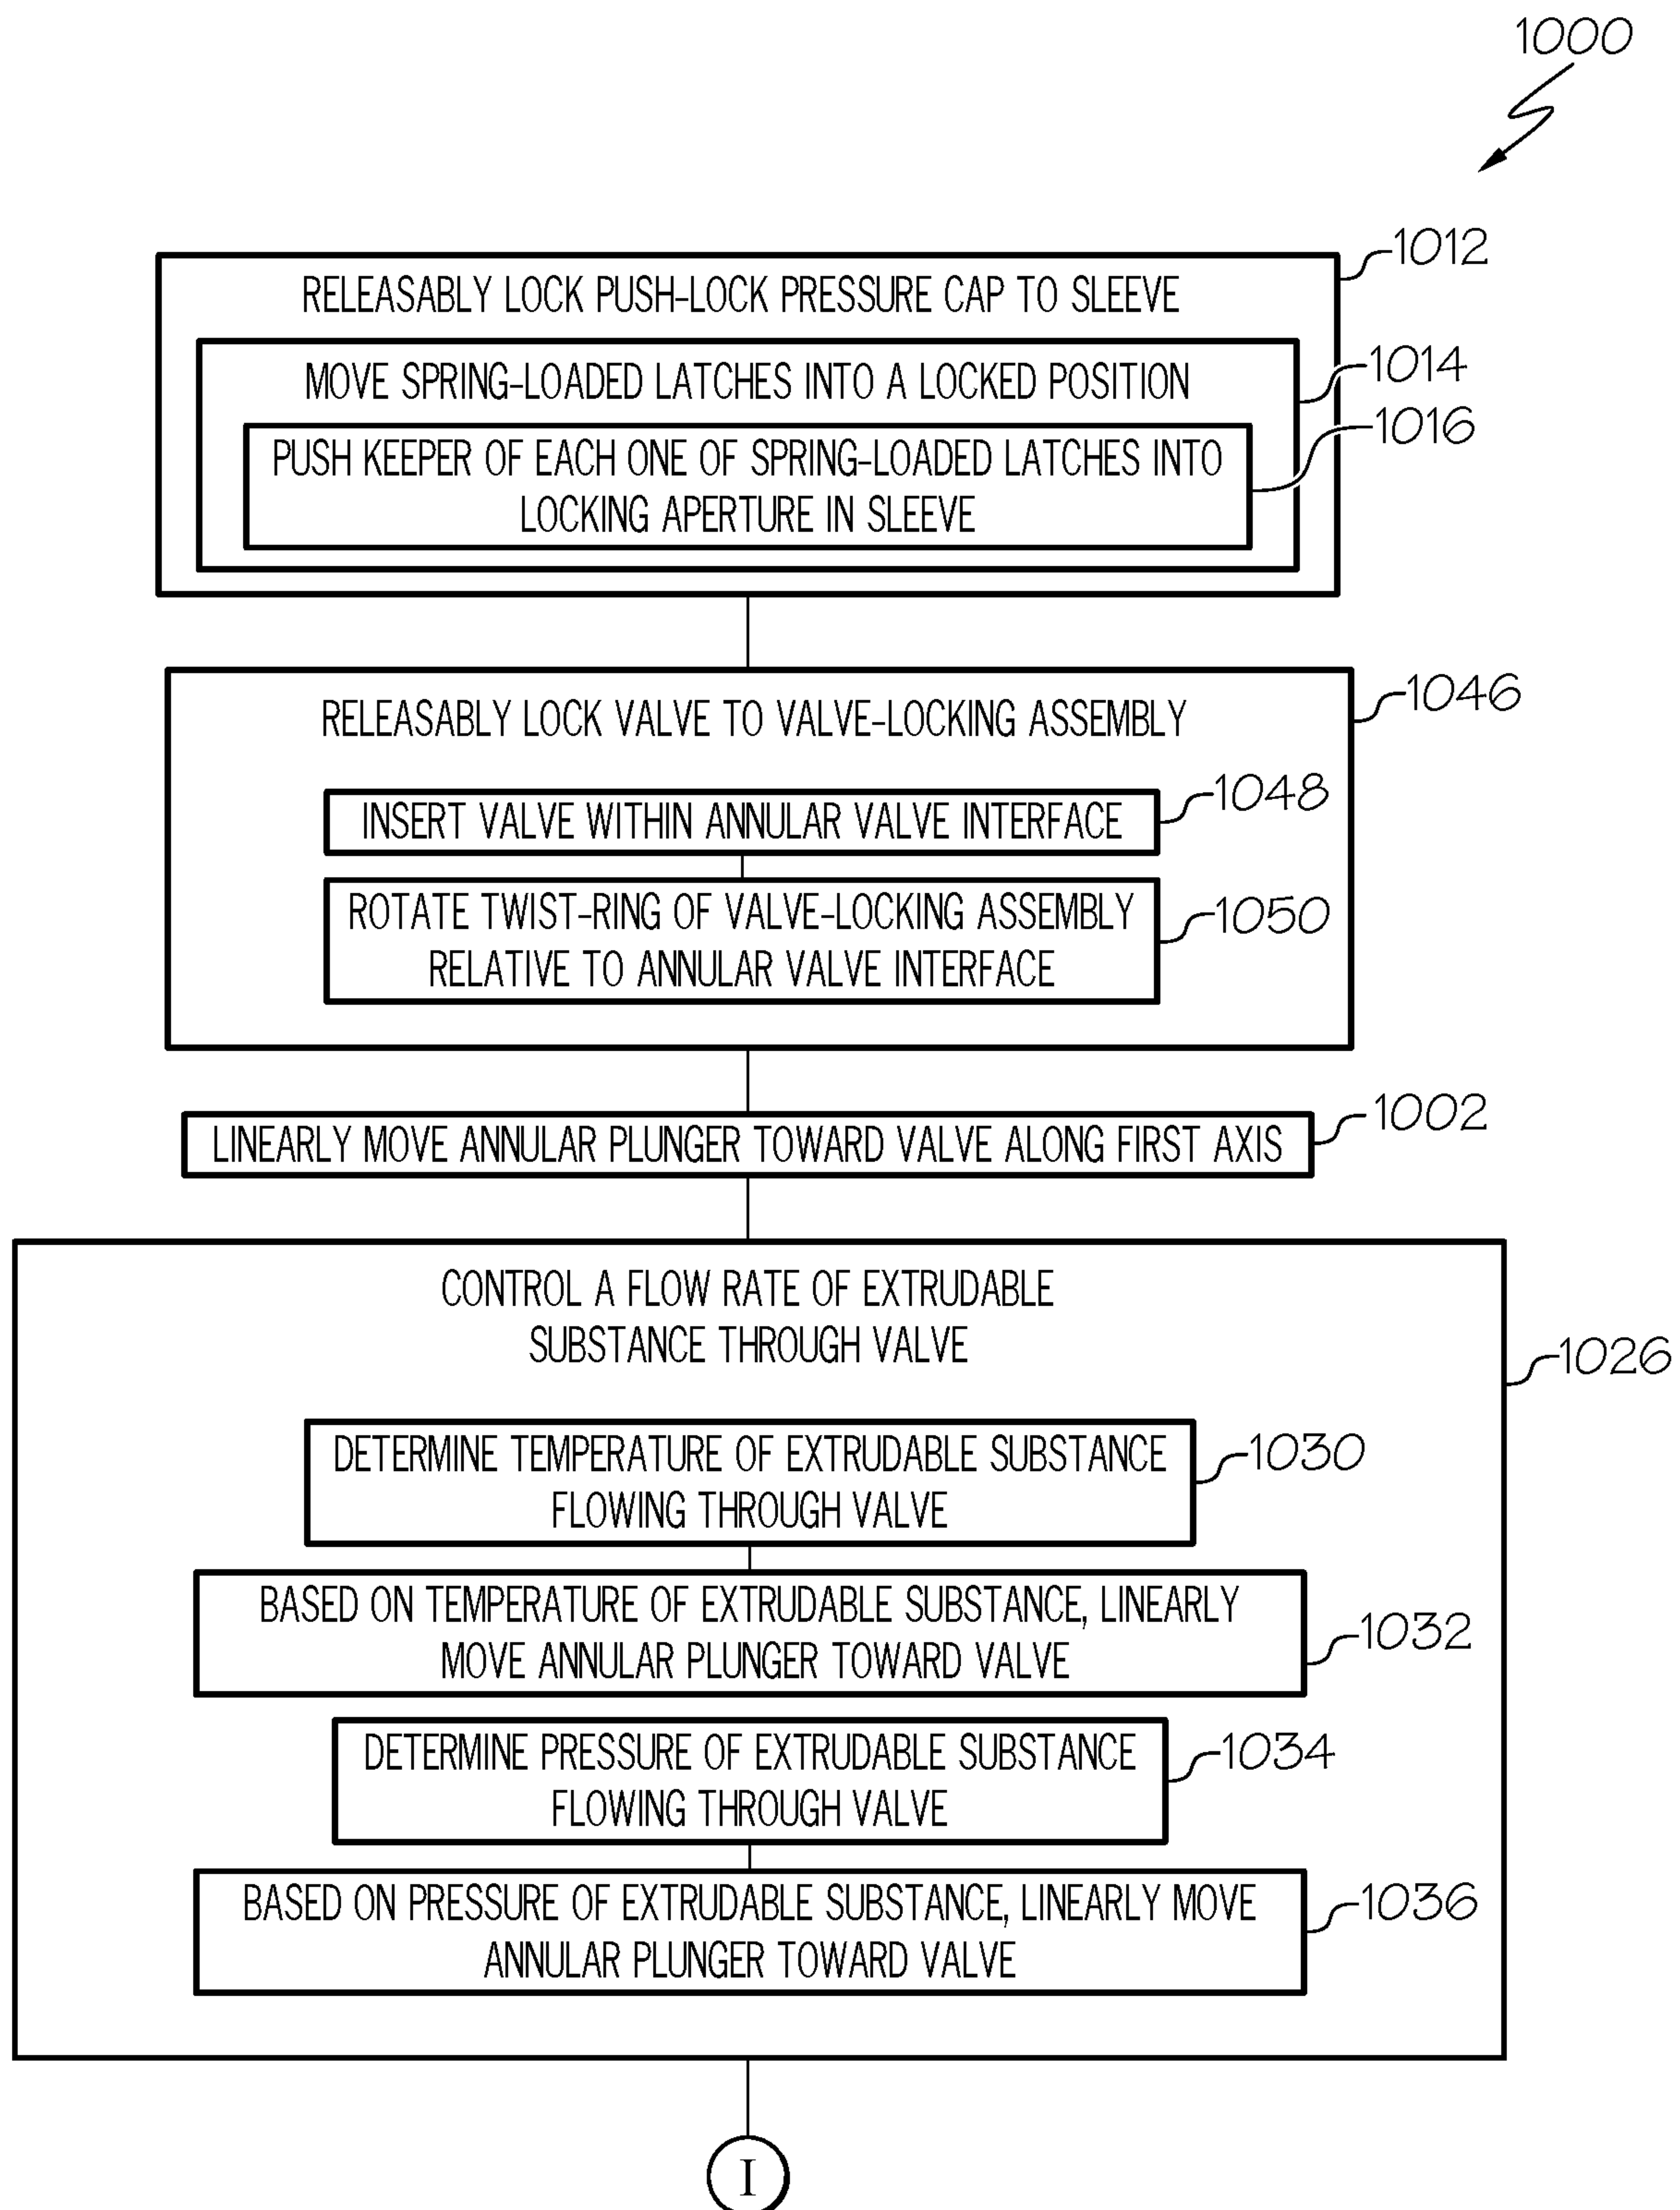 1000
1012
RELEASABLY LOCK PUSH-LOCK PRESSURE CAP TO SLEEVE
1014
MOVE SPRING-LOADED LATCHES INTO A LOCKED POSITION
1016
PUSH KEEPER OF EACH ONE OF SPRING-LOADED LATCHES INTO
LOCKING APERTURE IN SLEEVE
1046
RELEASABLY LOCK VALVE TO VALVE-LOCKING ASSEMBLY
1048
INSERT VALVE WITHIN ANNULAR VALVE INTERFACE
1050
ROTATE TWIST-RING OF VALVE-LOCKING ASSEMBLY
RELATIVE TO ANNULAR VALVE INTERFACE
1002
LINEARLY MOVE ANNULAR PLUNGER TOWARD VALVE ALONG FIRST AXIS
CONTROL A FLOW RATE OF EXTRUDABLE
SUBSTANCE THROUGH VALVE
1026
DETERMINE TEMPERATURE OF EXTRUDABLE SUBSTANCE
FLOWING THROUGH VALVE
1030
BASED ON TEMPERATURE OF EXTRUDABLE SUBSTANCE, LINEARLY
MOVE ANNULAR PLUNGER TOWARD VALVE
1032
DETERMINE PRESSURE OF EXTRUDABLE SUBSTANCE
FLOWING THROUGH VALVE
1034
BASED ON PRESSURE OF EXTRUDABLE SUBSTANCE, LINEARLY MOVE
ANNULAR PLUNGER TOWARD VALVE
1036
I